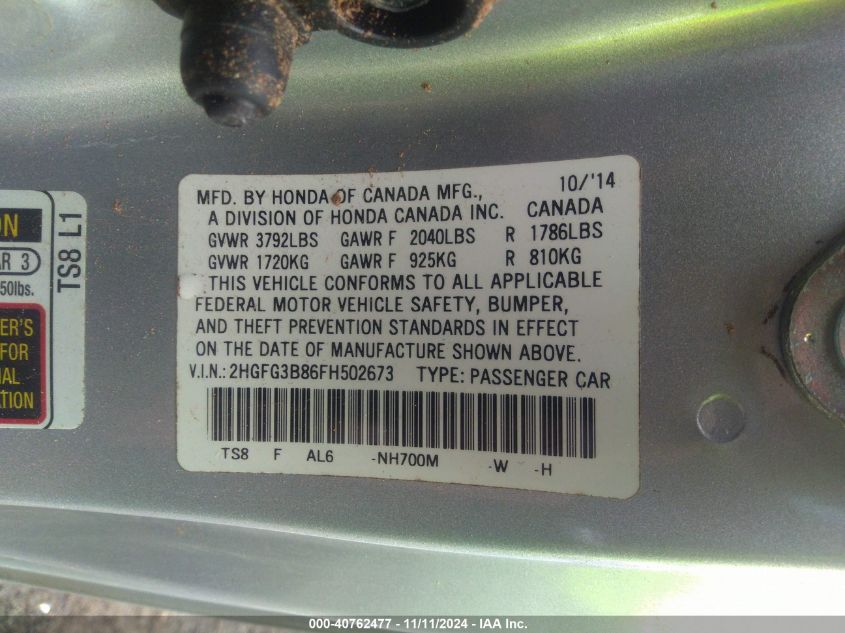 MFD. BY HONDA OF CANADA MFG., 10/'14
A DIVISION OF HONDA CANADA INC. CANADA
GVWR 3792LBS GAWR F 2040LBS R 1786LBS
GVWR 1720KG GAWR F 925KG R 810KG
THIS VEHICLE CONFORMS TO ALL APPLICABLE
FEDERAL MOTOR VEHICLE SAFETY, BUMPER,
AND THEFT PREVENTION STANDARDS IN EFFECT
ON THE DATE OF MANUFACTURE SHOWN ABOVE.
V.I.N.: 2HGFG3B86FH502673 TYPE: PASSENGER CAR
TS8 F AL6 -NH700M -W -H
ON
AR 3
50lbs.
ER'S
FOR
IAL
ATION
TS8 L1
000-40762477 - 11/11/2024 - IAA Inc.